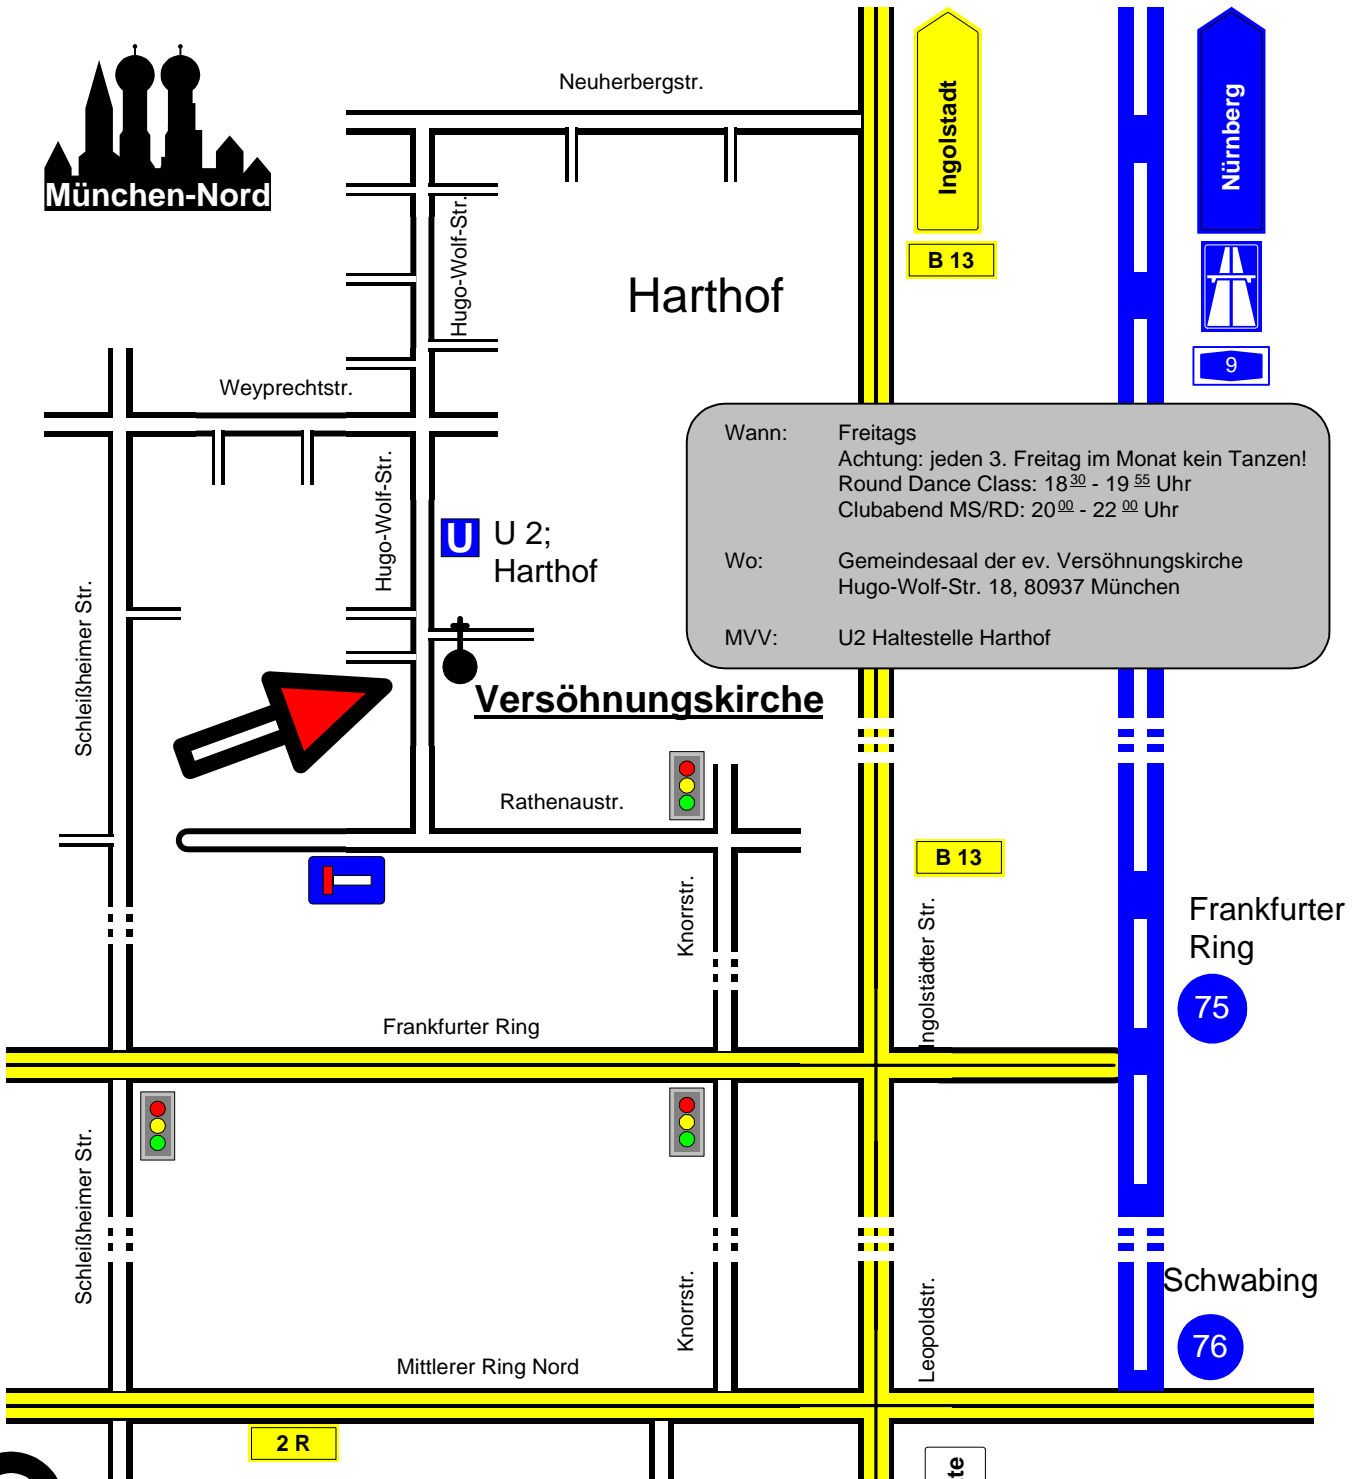 Neuherbergstr.
Ingolstadt
Nürnberg
München-Nord
Hugo-Wolf-Str.
B 13
Harthof
9
Weyprechtstr.
Wann: Freitags
Achtung: jeden 3. Freitag im Monat kein Tanzen!
Round Dance Class: 18 30 - 19 55 Uhr
Clubabend MS/RD: 20 00 - 22 00 Uhr
Wo: Gemeindesaal der ev. Versöhnungskirche
Hugo-Wolf-Str. 18, 80937 München
MVV: U2 Haltestelle Harthof
Hugo-Wolf-Str.
U
U 2;
Harthof
Schleißheimer Str.
Versöhnungskirche
Rathenaustr.
B 13
Knorrstr.
Ingolstädter Str.
Frankfurter
Ring
75
Frankfurter Ring
Schleißheimer Str.
Knorrstr.
Leopoldstr.
Schwabing
76
Mittlerer Ring Nord
2 R